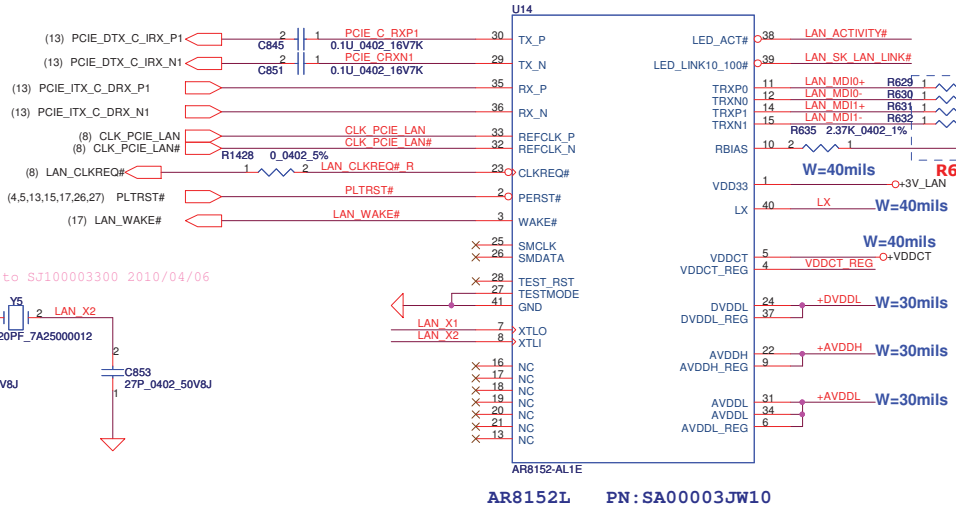 U14
(13) PCIE_DTX_C_IRX_P1 2 1 PCIE_C_RXP1 30 TX_P LED_ACT# 38 LAN_ACTIVITY#
C845 0.1U_0402_16V7K
(13) PCIE_DTX_C_IRX_N1 2 1 PCIE_CRXN1 29 TX_N LED_LINK10_100# 39 LAN_SK_LAN_LINK#
C851 0.1U_0402_16V7K
(13) PCIE_ITX_C_DRX_P1 35 RX_P TRXP0 11 LAN_MDI0+ R629 1
TRXN0 12 LAN_MDI0- R630 1
(13) PCIE_ITX_C_DRX_N1 36 RX_N TRXP1 14 LAN_MDI1+ R631 1
TRXN1 15 LAN_MDI1- R632 1
(8) CLK_PCIE_LAN CLK_PCIE_LAN 33 REFCLK_P R635 2.37K_0402_1%
(8) CLK_PCIE_LAN# CLK_PCIE_LAN# 32 REFCLK_N RBIAS 10 2 1
R1428 0_0402_5%
(8) LAN_CLKREQ# 1 2 LAN_CLKREQ#_R 23 CLKREQ# W=40mils R6
VDD33 1 +3V_LAN
(4,5,13,15,17,26,27) PLTRST# PLTRST# 2 PERST#
LX 40 LX W=40mils
(17) LAN_WAKE# LAN_WAKE# 3 WAKE#
W=40mils
25 SMCLK
26 SMDATA VDDCT 5 +VDDCT
VDDCT_REG 4 VDDCT_REG
to SJ100003300 2010/04/06
28 TEST_RST
27 TESTMODE
41 GND DVDDL 24 +DVDDL W=30mils
DVDDL_REG 37
Y5
2 LAN_X2
20PF_7A25000012
LAN_X1 7 XTLO
LAN_X2 8 XTLI
AVDDH 22 +AVDDH W=30mils
AVDDH_REG 9
2
C853
27P_0402_50V8J
1
V8J
16 NC
17 NC
18 NC
19 NC AVDDL 31 +AVDDL W=30mils
20 NC AVDDL 34
21 NC AVDDL_REG 6
13 NC
AR8152-AL1E
AR8152L PN:SA00003JW10